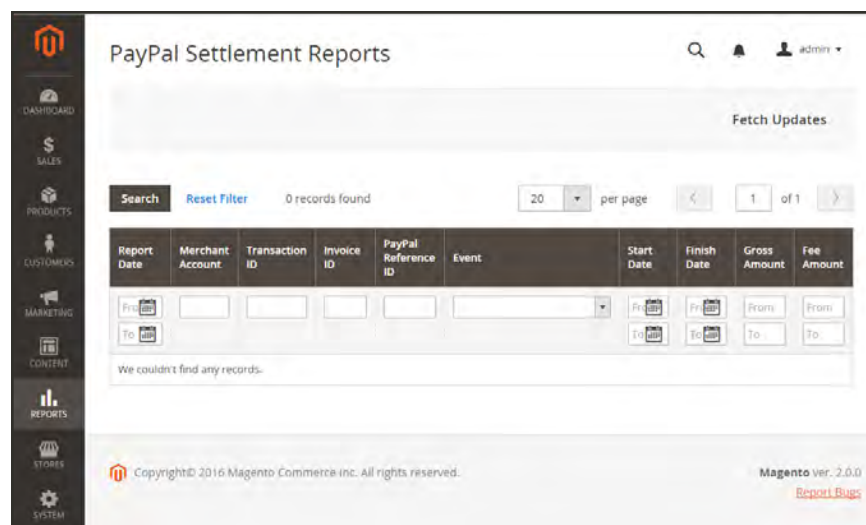 PayPal Settlement Reports
admin
DASHBOARD
Fetch Updates
SALES
Search Reset Filter 0 records found 20 per page 1 of 1
PRODUCTS
Report Date Merchant Account Transaction ID Invoice ID PayPal Reference ID Event Start Date Finish Date Gross Amount Fee Amount
CUSTOMERS
From From
MARKETING
To To To To To
CONTENT
We couldn't find any records.
REPORTS
STORES
Copyright© 2016 Magento Commerce Inc. All rights reserved. Magento ver. 2.0.0
Report Bugs
SYSTEM